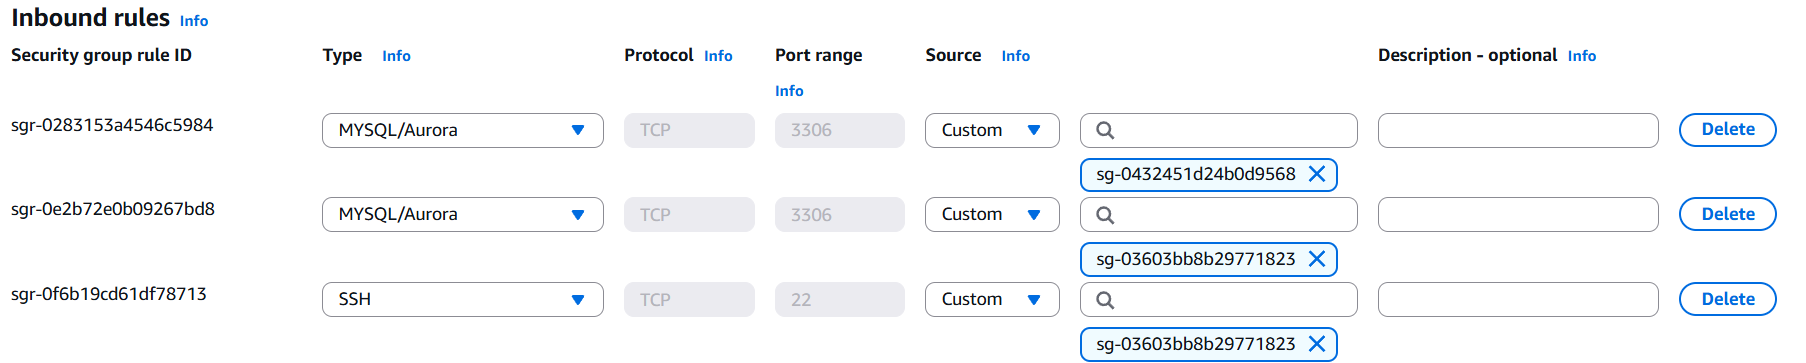 Inbound rules Info
Security group rule ID Type Info Protocol Info Port range Info Source Info Description - optional Info
sgr-0283153a4546c5984 MYSQL/Aurora TCP 3306 Custom Delete
sg-0432451d24b0d9568
sgr-0e2b72e0b09267bd8 MYSQL/Aurora TCP 3306 Custom Delete
sg-03603bb8b29771823
sgr-0f6b19cd61df78713 SSH TCP 22 Custom Delete
sg-03603bb8b29771823